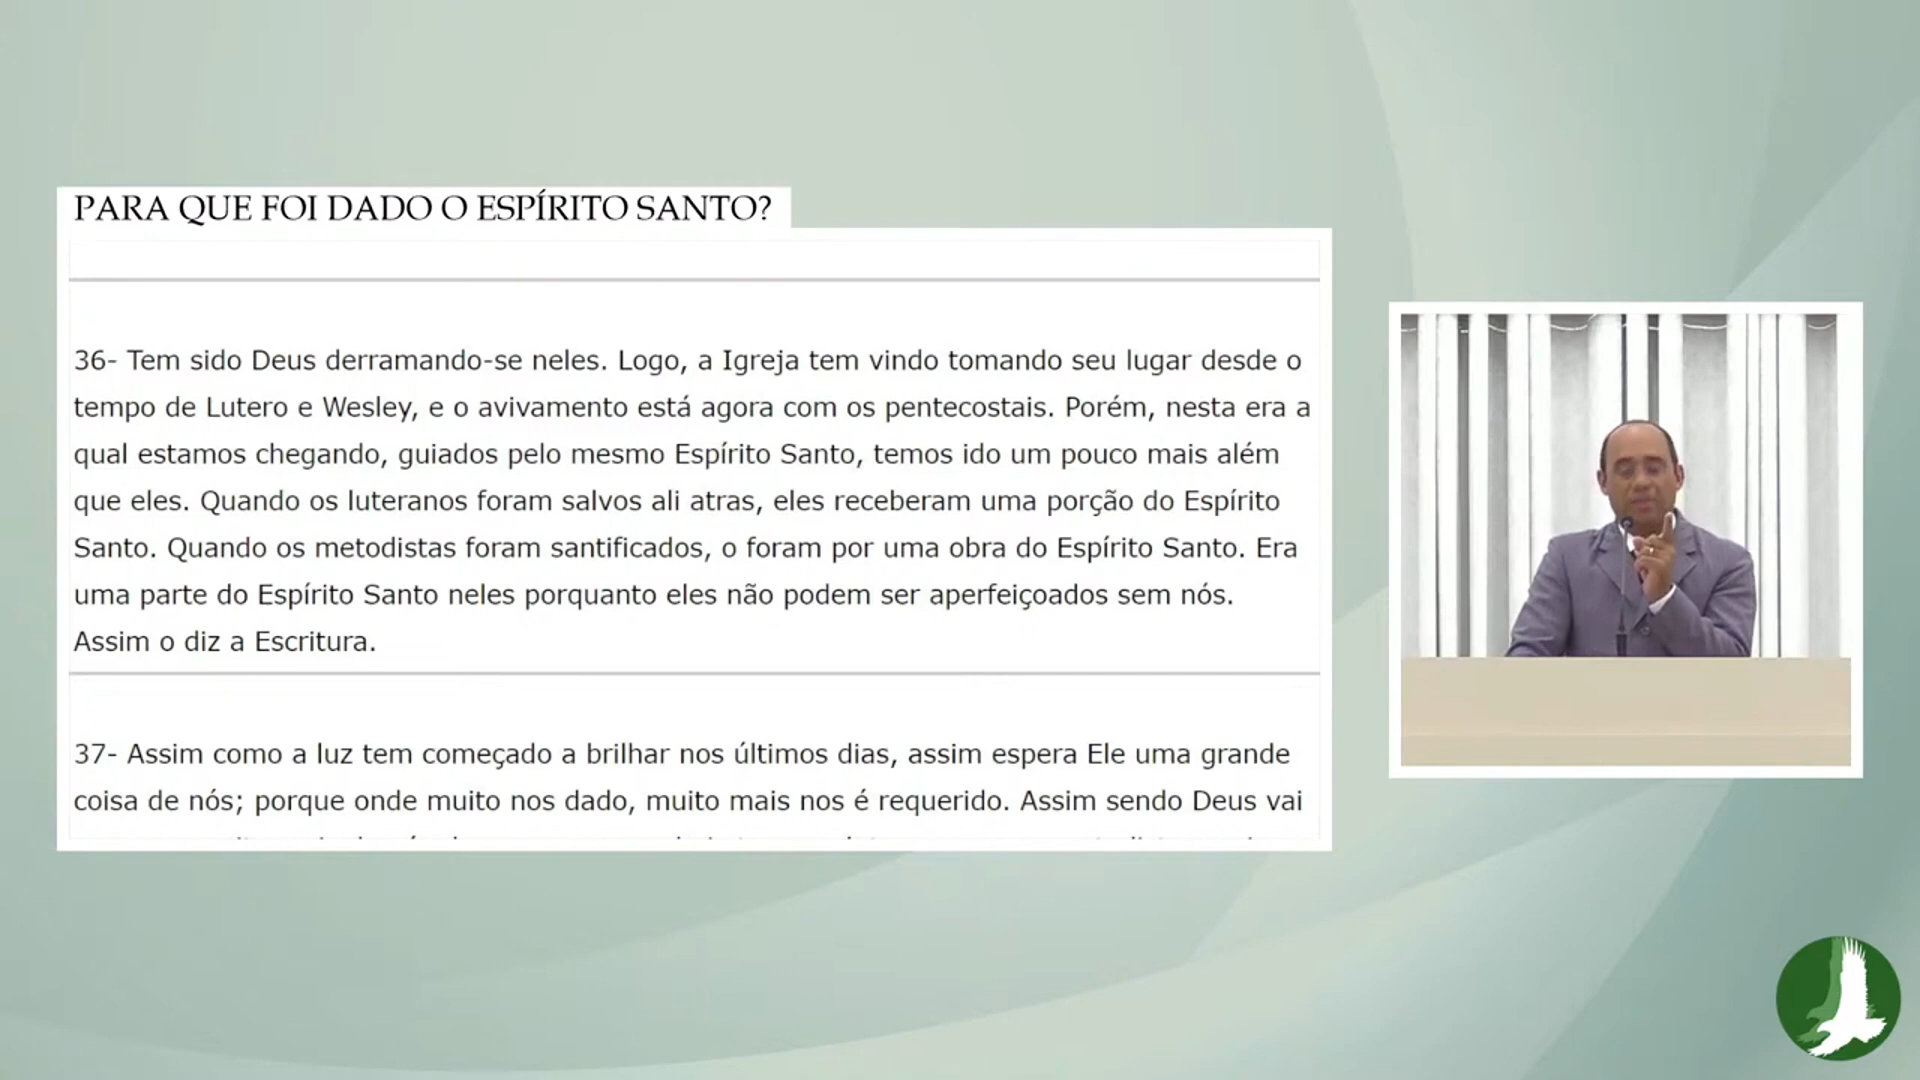 PARA QUE FOI DADO O ESPÍRITO SANTO?
36- Tem sido Deus derramando-se neles. Logo, a Igreja tem vindo tomando seu lugar desde o
tempo de Lutero e Wesley, e o avivamento está agora com os pentecostais. Porém, nesta era a
qual estamos chegando, guiados pelo mesmo Espírito Santo, temos ido um pouco mais além
que eles. Quando os luteranos foram salvos ali atras, eles receberam uma porção do Espírito
Santo. Quando os metodistas foram santificados, o foram por uma obra do Espírito Santo. Era
uma parte do Espírito Santo neles porquanto eles não podem ser aperfeiçoados sem nós.
Assim o diz a Escritura.
37- Assim como a luz tem começado a brilhar nos últimos dias, assim espera Ele uma grande
coisa de nós; porque onde muito nos dado, muito mais nos é requerido. Assim sendo Deus vai